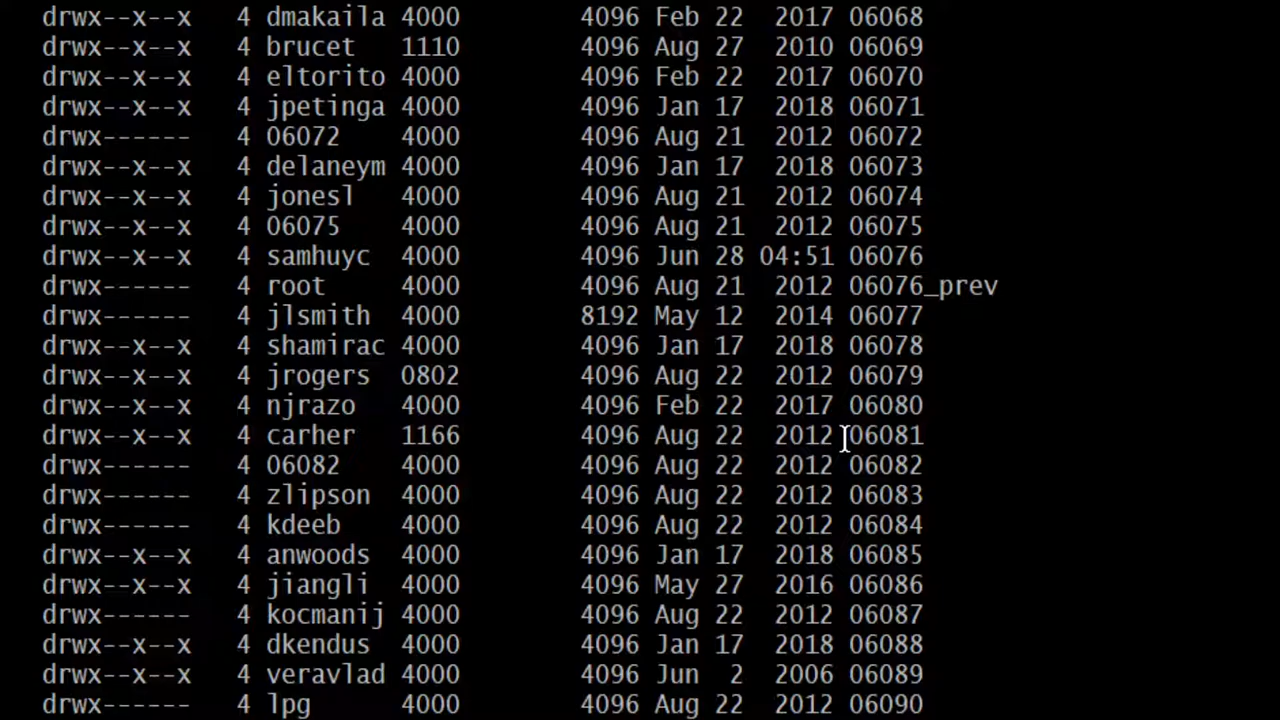 drwx--x--x 4 dmakaila 4000 4096 Feb 22 2017 06068
drwx--x--x 4 brucet 1110 4096 Aug 27 2010 06069
drwx--x--x 4 eltorito 4000 4096 Feb 22 2017 06070
drwx--x--x 4 jpetinga 4000 4096 Jan 17 2018 06071
drwx------ 4 06072 4000 4096 Aug 21 2012 06072
drwx--x--x 4 delaneym 4000 4096 Jan 17 2018 06073
drwx--x--x 4 jonesl 4000 4096 Aug 21 2012 06074
drwx--x--x 4 06075 4000 4096 Aug 21 2012 06075
drwx--x--x 4 samhuyc 4000 4096 Jun 28 04:51 06076
drwx------ 4 root 4000 4096 Aug 21 2012 06076_prev
drwx------ 4 jlsmith 4000 8192 May 12 2014 06077
drwx--x--x 4 shamirac 4000 4096 Jan 17 2018 06078
drwx--x--x 4 jrogers 0802 4096 Aug 22 2012 06079
drwx--x--x 4 njrazo 4000 4096 Feb 22 2017 06080
drwx--x--x 4 carher 1166 4096 Aug 22 2012 06081
drwx------ 4 06082 4000 4096 Aug 22 2012 06082
drwx------ 4 zlipson 4000 4096 Aug 22 2012 06083
drwx------ 4 kdeeb 4000 4096 Aug 22 2012 06084
drwx--x--x 4 anwoods 4000 4096 Jan 17 2018 06085
drwx--x--x 4 jiangli 4000 4096 May 27 2016 06086
drwx------ 4 kocmanij 4000 4096 Aug 22 2012 06087
drwx--x--x 4 dkendus 4000 4096 Jan 17 2018 06088
drwx--x--x 4 veravlad 4000 4096 Jun 2 2006 06089
drwx------ 4 lpg 4000 4096 Aug 22 2012 06090